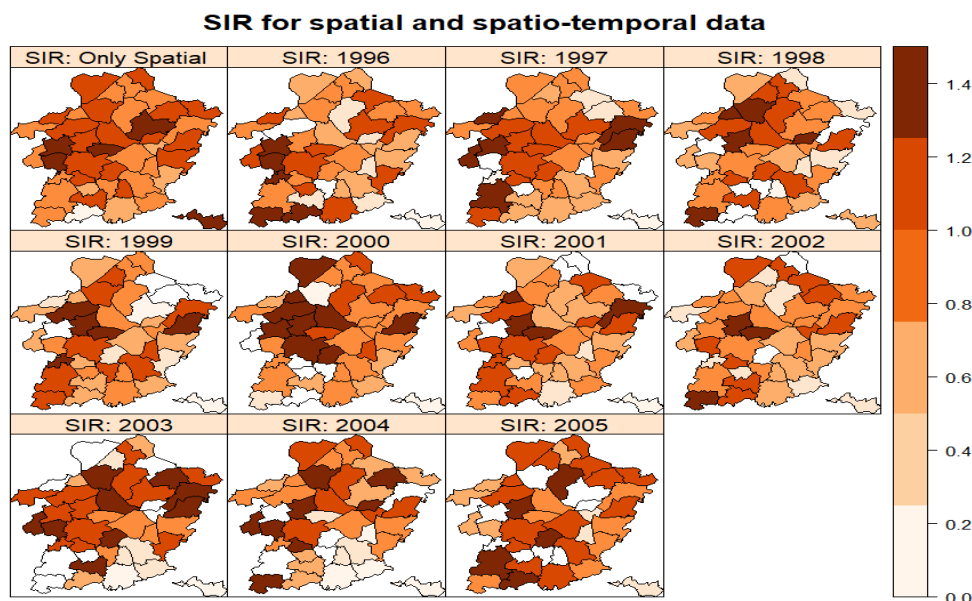 SIR for spatial and spatio-temporal data
SIR: Only Spatial
SIR: 1996
SIR: 1997
SIR: 1998
SIR: 1999
SIR: 2000
SIR: 2001
SIR: 2002
SIR: 2003
SIR: 2004
SIR: 2005
1.4
1.2
1.0
0.8
0.6
0.4
0.2
0.0